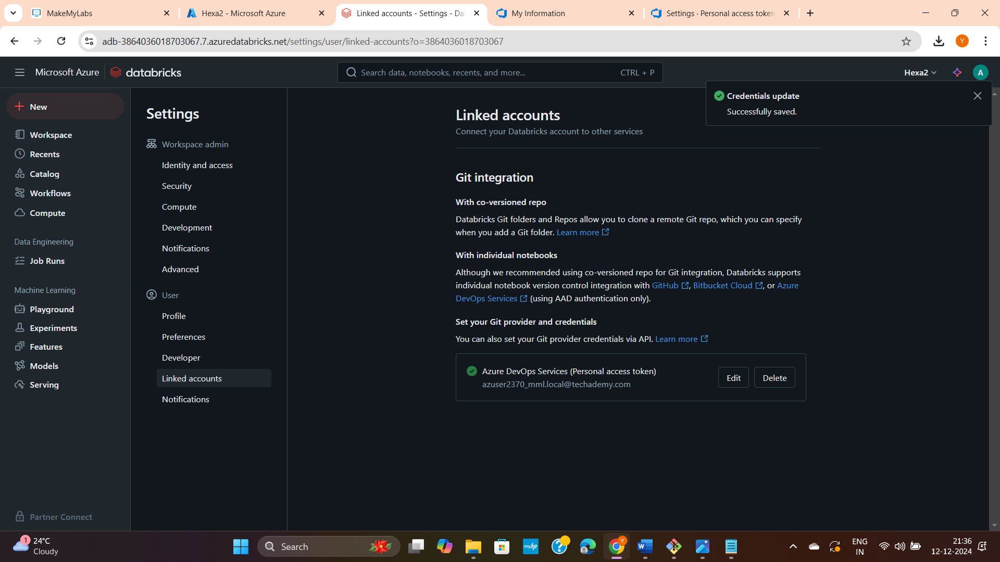 MakeMyLabs
Hexa2 - Microsoft Azure
Linked accounts - Settings - Da
My Information
Settings · Personal access token
adb-3864036018703067.7.azuredatabricks.net/settings/user/linked-accounts?o=3864036018703067
Y
Microsoft Azure
databricks
Search data, notebooks, recents, and more...
CTRL + P
Hexa2
A
Credentials update
Successfully saved.
New
Workspace
Recents
Catalog
Workflows
Compute
Data Engineering
Job Runs
Machine Learning
Playground
Experiments
Features
Models
Serving
Partner Connect
Settings
Workspace admin
Identity and access
Security
Compute
Development
Notifications
Advanced
User
Profile
Preferences
Developer
Linked accounts
Notifications
Linked accounts
Connect your Databricks account to other services
Git integration
With co-versioned repo
Databricks Git folders and Repos allow you to clone a remote Git repo, which you can specify
when you add a Git folder. Learn more
With individual notebooks
Although we recommended using co-versioned repo for Git integration, Databricks supports
individual notebook version control integration with GitHub, Bitbucket Cloud, or Azure
DevOps Services (using AAD authentication only).
Set your Git provider and credentials
You can also set your Git provider credentials via API. Learn more
Azure DevOps Services (Personal access token)
azuser2370_mml.local@techademy.com
Edit
Delete
1
24°C
Cloudy
Search
myhp
Y
W
ENG
IN
21:36
12-12-2024